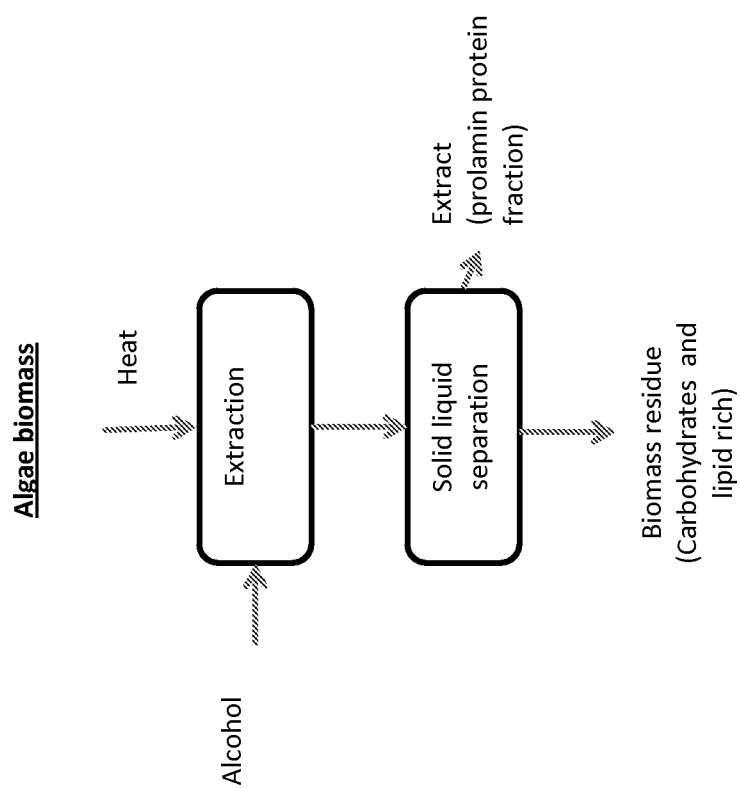 Algae biomass
Heat
Alcohol
Extraction
Solid liquid
separation
Extract
(prolamin protein
fraction)
Biomass residue
(Carbohydrates and
lipid rich)